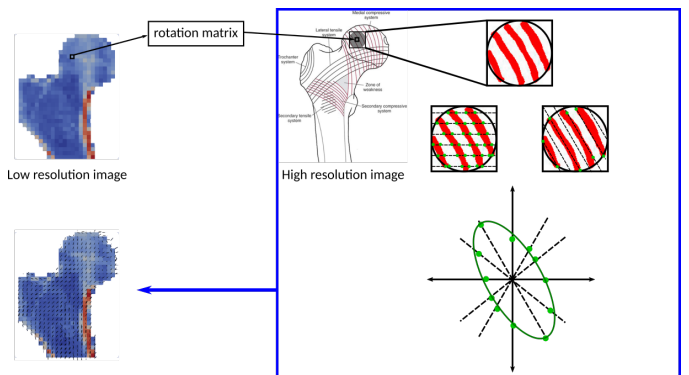 Medial compressive
system
Lateral tensile
system
rotation matrix
Trochanter
system
Zone of
weakness
Secondary compressive
system
Secondary tensile
system
Low resolution image
High resolution image